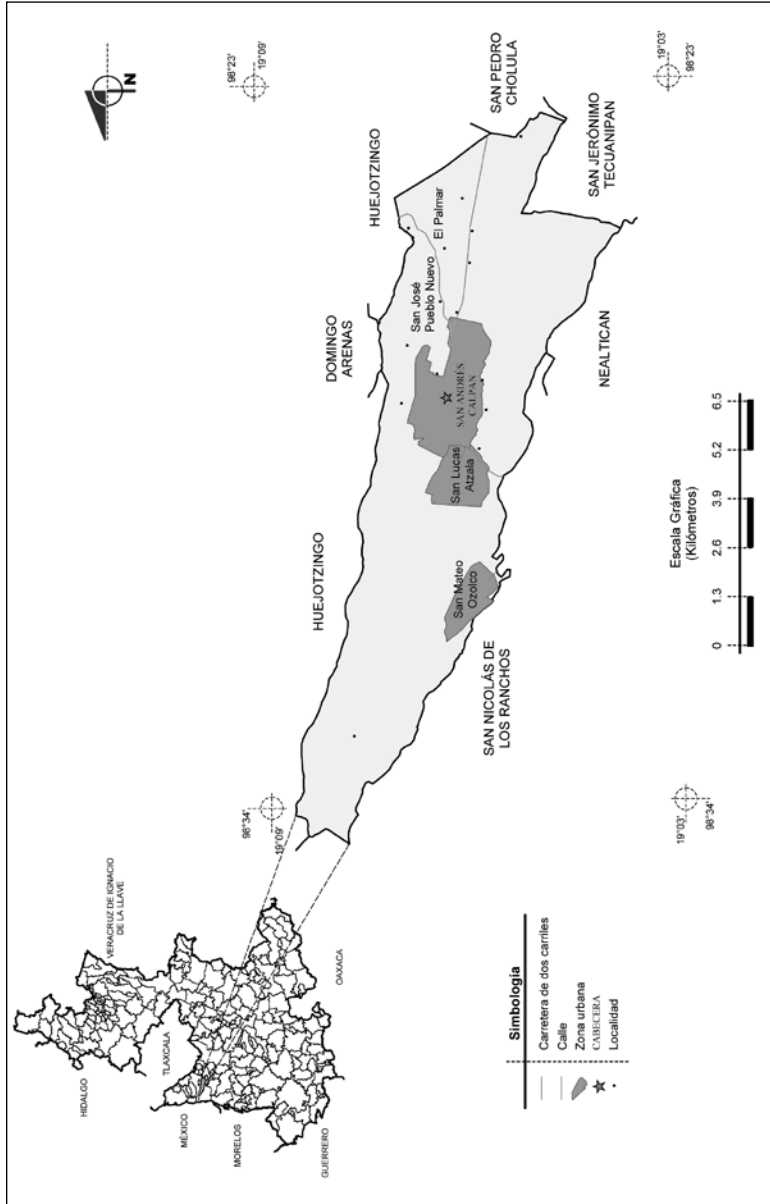 HIDALGO
VERACRUZ DE IGNACIO
DE LA LLAVE
TLAXCALA
MÉXICO
MORELOS
GUERRERO
OAXACA
98°34'
19°09'
98°23'
19°09'
N
HUEJOTZINGO
DOMINGO
ARENAS
HUEJOTZINGO
SAN PEDRO
CHOLULA
San José
Pueblo Nuevo
El Palmar
SAN ANDRÉS
CALPAN
San Lucas
Atzala
San Mateo
Ozolco
SAN NICOLÁS DE
LOS RANCHOS
NEALTICAN
SAN JERÓNIMO
TECUANIPAN
19°03'
98°34'
19°03'
98°23'
Simbología
Carretera de dos carriles
Calle
Zona urbana
CABECERA
Localidad
Escala Gráfica
(Kilómetros)
0 1.3 2.6 3.9 5.2 6.5